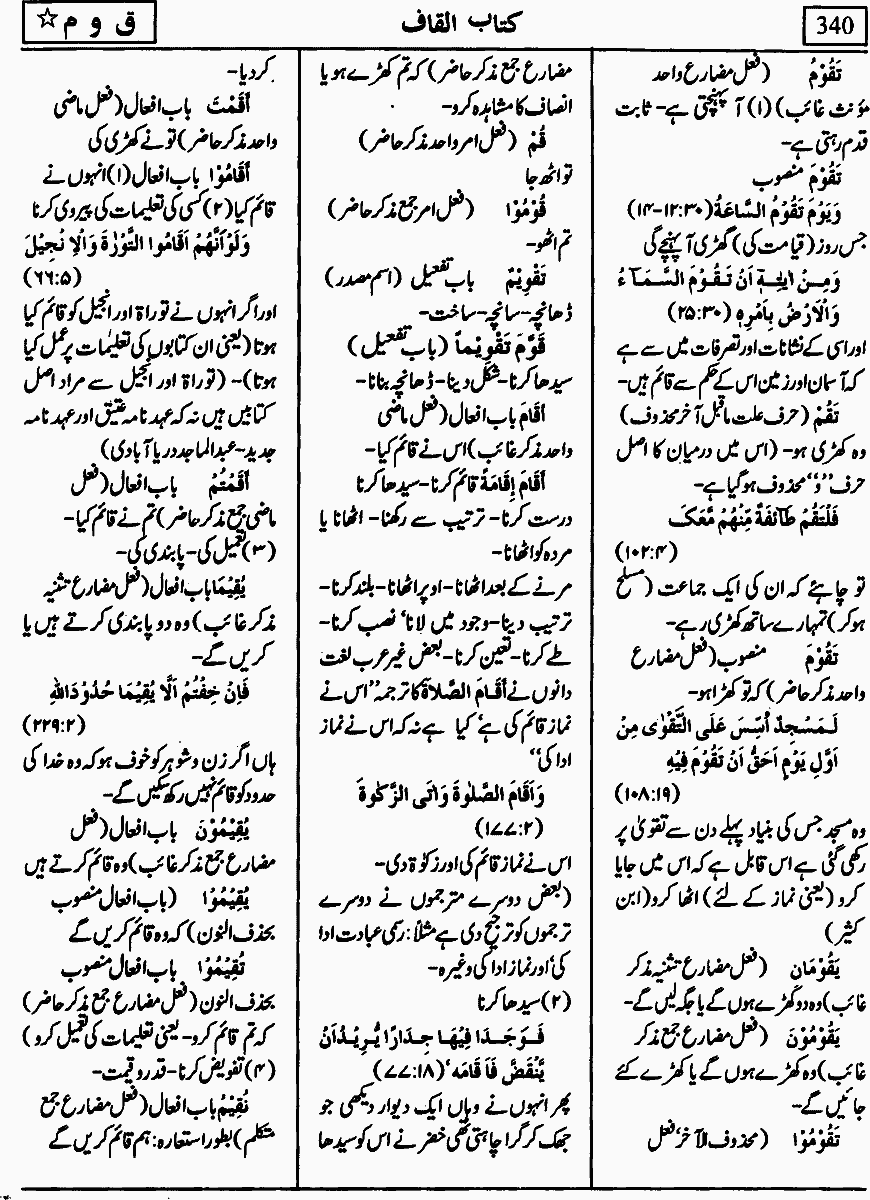 340
کتاب القاف
ق و م ☆
تَقُوْمُ (فعل مضارع واحد
مؤنث غائب) (۱) آ پہنچتی ہے- ثابت
قدم رہتی ہے-
تَقُوْمَ منصوب
وَيَوْمَ تَقُوْمُ السَّاعَةُ (۳۰:۱۲-۱۴)
جس روز (قیامت کی) گھڑی آ پہنچے گی
وَمِنْ اٰيٰتِهٖ اَنْ تَقُوْمَ السَّمَآءُ
وَالْاَرْضُ بِاَمْرِهٖ (۲۵:۳۰)
اور اسی کے نشانات اور تصرفات میں سے ہے
کہ آسمان اور زمین اس کے حکم سے قائم ہیں-
تَقُمْ (حرف علت ماقبل آخر محذوف)
وہ کھڑی ہو- (اس میں درمیان کا اصل
حرف ’’وْ‘‘ محذوف ہو گیا ہے-
فَلْتَقُمْ طَآئِفَةٌ مِّنْهُمْ مَّعَكَ
(۱۰۲:۴)
تو چاہئے کہ ان کی ایک جماعت (مسلح
ہو کر) تمہارے ساتھ کھڑی رہے-
تَقُوْمَ منصوب (فعل مضارع
واحد مذکر حاضر) کہ تو کھڑا ہو-
لَمَسْجِدٌ اُسِّسَ عَلَى التَّقْوٰى مِنْ
اَوَّلِ يَوْمٍ اَحَقُّ اَنْ تَقُوْمَ فِيْهِ
(۱۰۸:۱۹)
وہ مسجد جس کی بنیاد پہلے دن سے تقویٰ پر
رکھی گئی ہے اس قابل ہے کہ اس میں جایا
کرو (یعنی نماز کے لئے) اٹھا کرو (ابن
کثیر)
يَقُوْمَان (فعل مضارع تثنیہ مذکر
غائب) وہ دو کھڑے ہوں گے یا جگہ لیں گے-
يَقُوْمُوْنَ (فعل مضارع جمع مذکر
غائب) وہ کھڑے ہوں گے یا کھڑے کئے
جائیں گے-
تَقُوْمُوْا (محذوف الآخر‘ فعل
مضارع جمع مذکر حاضر) کہ تم کھڑے ہو یا
انصاف کا مشاہدہ کرو-
قُمْ (فعل امر واحد مذکر حاضر)
تو اٹھ جا
قُوْمُوْا (فعل امر جمع مذکر حاضر)
تم اٹھو-
تَقْوِيْمٌ باب تفعیل (اسم مصدر)
ڈھانچہ- سانچہ- ساخت-
قَوَّمَ تَقْوِيْماً (باب تفعیل)
سیدھا کرنا- شکل دینا- ڈھانچہ بنانا-
اَقَامَ باب افعال (فعل ماضی
واحد مذکر غائب) اس نے قائم کیا-
اَقَامَ اِقَامَةً قائم کرنا- سیدھا کرنا
درست کرنا- ترتیب سے رکھنا- اٹھانا یا
مردہ کو اٹھانا-
مرنے کے بعد اٹھانا- اوپر اٹھانا- بلند کرنا-
ترتیب دینا- وجود میں لانا‘ نصب کرنا-
طے کرنا- تعین کرنا- بعض غیر عرب لغت
دانوں نے اَقَامَ الصَّلَاةَ کا ترجمہ ’’اس نے
نماز قائم کی ہے‘ کیا ہے نہ کہ اس نے نماز
ادا کی‘‘
وَاَقَامَ الصَّلٰوةَ وَاٰتَى الزَّكٰوةَ
(۱۷۷:۲)
اس نے نماز قائم کی اور زکوٰۃ دی-
(بعض دوسرے مترجموں نے دوسرے
ترجموں کو ترجیح دی ہے مثلاً: رسمی عبادت ادا
کی‘ اور نماز ادا کی وغیرہ-
(۲) سیدھا کرنا
فَوَجَدَا فِيْهَا جِدَارًا يُّرِيْدُ اَنْ
يَّنْقَضَّ فَاَقَامَهٗ‘ (۷۷:۱۸)
پھر انہوں نے وہاں ایک دیوار دیکھی جو
جھک کر گرا چاہتی تھی خضر نے اس کو سیدھا
کر دیا-
اَقَمْتَ باب افعال (فعل ماضی
واحد مذکر حاضر) تو نے کھڑی کی
اَقَامُوْا باب افعال (۱) انہوں نے
قائم کیا (۲) کسی کی تعلیمات کی پیروی کرنا
وَلَوْ اَنَّهُمْ اَقَامُوا التَّوْرٰةَ وَالْاِنْجِيْلَ
(۶۶:۵)
اور اگر انہوں نے توراۃ اور انجیل کو قائم کیا
ہوتا (یعنی ان کتابوں کی تعلیمات پر عمل کیا
ہوتا)- (توراۃ اور انجیل سے مراد اصل
کتابیں ہیں نہ کہ عہد نامہ عتیق اور عہد نامہ
جدید- عبدالماجد دریا آبادی)
اَقَمْتُمْ باب افعال (فعل
ماضی جمع مذکر حاضر) تم نے قائم کیا-
(۳) تعمیل کی- پابندی کی-
يُقِيْمَا باب افعال (فعل مضارع تثنیہ
مذکر غائب) وہ دو پابندی کرتے ہیں یا
کریں گے-
فَاِنْ خِفْتُمْ اَلَّا يُقِيْمَا حُدُوْدَ اللّٰهِ
(۲۲۹:۲)
ہاں اگر زن و شوہر کو خوف ہو کہ وہ خدا کی
حدود کو قائم نہیں رکھ سکیں گے-
يُقِيْمُوْنَ باب افعال (فعل
مضارع جمع مذکر غائب) وہ قائم کرتے ہیں
يُقِيْمُوْا (باب افعال منصوب
بحذف النون) کہ وہ قائم کریں گے
تُقِيْمُوْا باب افعال منصوب
بحذف النون (فعل مضارع جمع مذکر حاضر)
کہ تم قائم کرو- یعنی تعلیمات کی تعمیل کرو)
(۴) تفویض کرنا- قدر و قیمت-
نُقِيْمُ باب افعال (فعل مضارع جمع
متکلم) بطور استعارہ: ہم قائم کریں گے